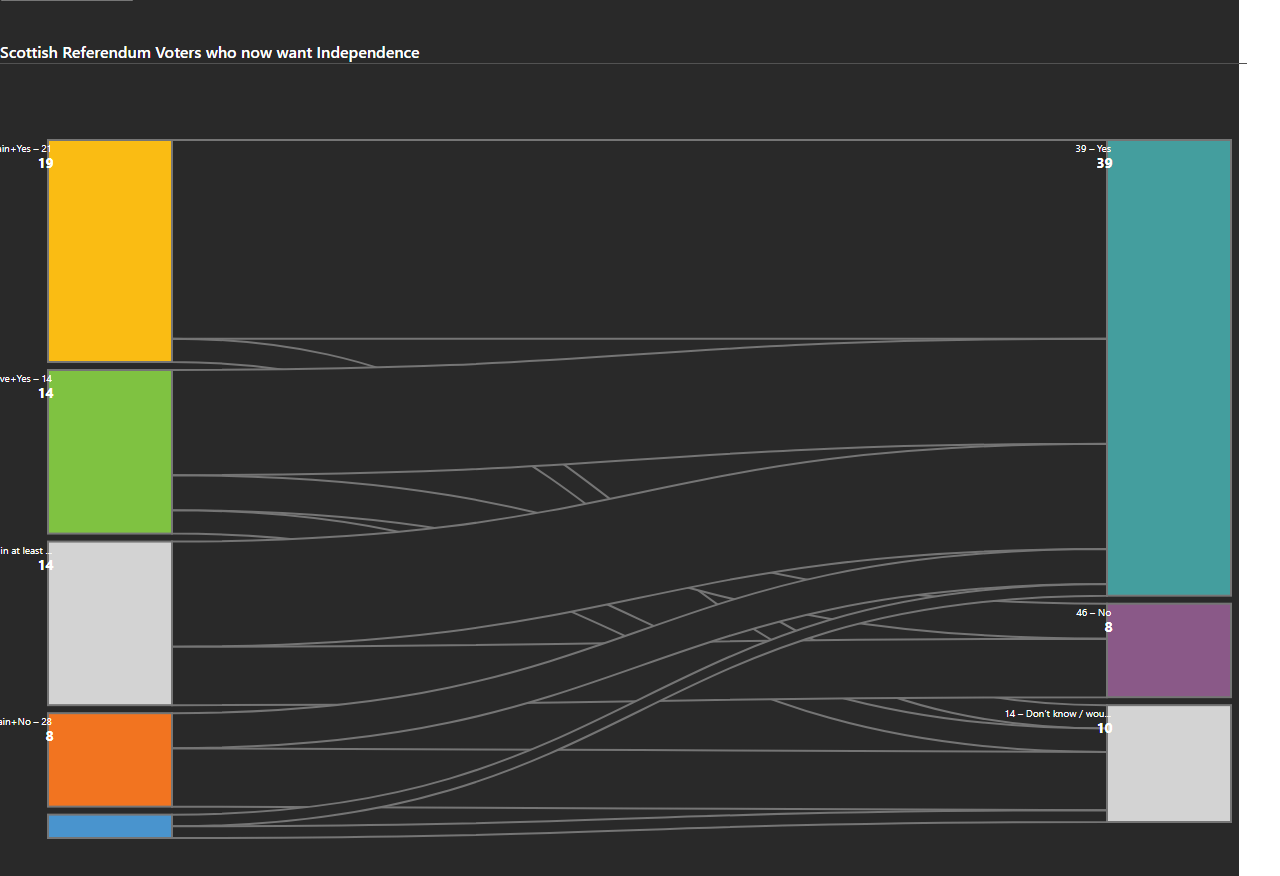 Scottish Referendum Voters who now want Independence
ain+Yes – 21
19
39 – Yes
39
ve+Yes – 14
14
in at least ...
14
46 – No
8
14 – Don't know / wou...
10
ain+No – 28
8